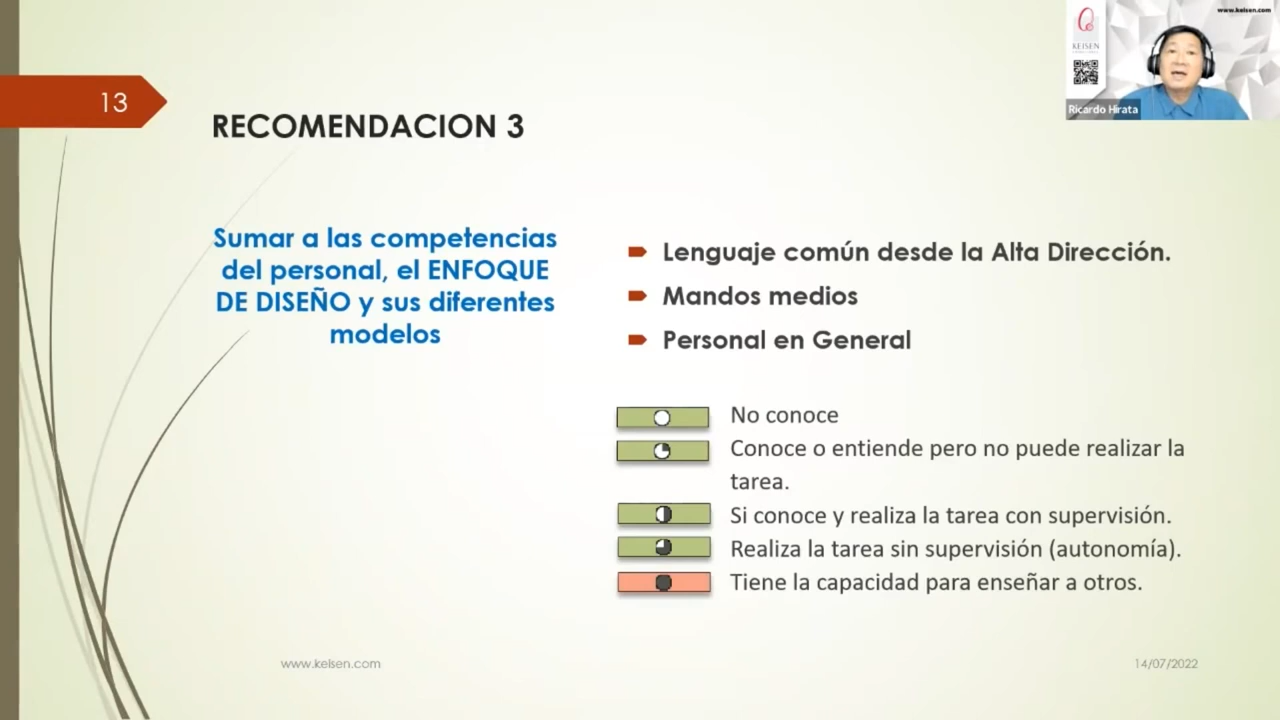 13
RECOMENDACION 3
Sumar a las competencias
del personal, el ENFOQUE
DE DISEÑO y sus diferentes
modelos
Lenguaje común desde la Alta Dirección.
Mandos medios
Personal en General
No conoce
Conoce o entiende pero no puede realizar la
tarea.
Si conoce y realiza la tarea con supervisión.
Realiza la tarea sin supervisión (autonomía).
Tiene la capacidad para enseñar a otros.
www.keisen.com
14/07/2022
www.keisen.com
KEISEN
Ricardo Hirata